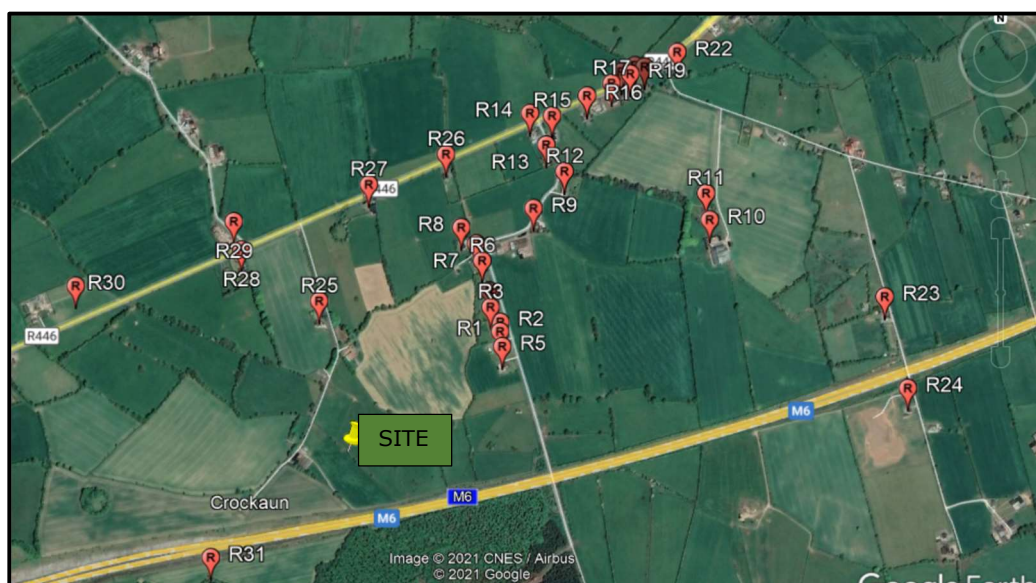 N
R22
R17
R19
R16
R14
R15
R26
R13
R12
R27
446
R11
R9
R10
R8
R6
R29
R7
R28
R30
R25
R3
R23
R2
R1
R446
R5
R24
M6
SITE
M6
Crockaun
M6
R31
Image © 2021 CNES / Airbus
© 2021 Google